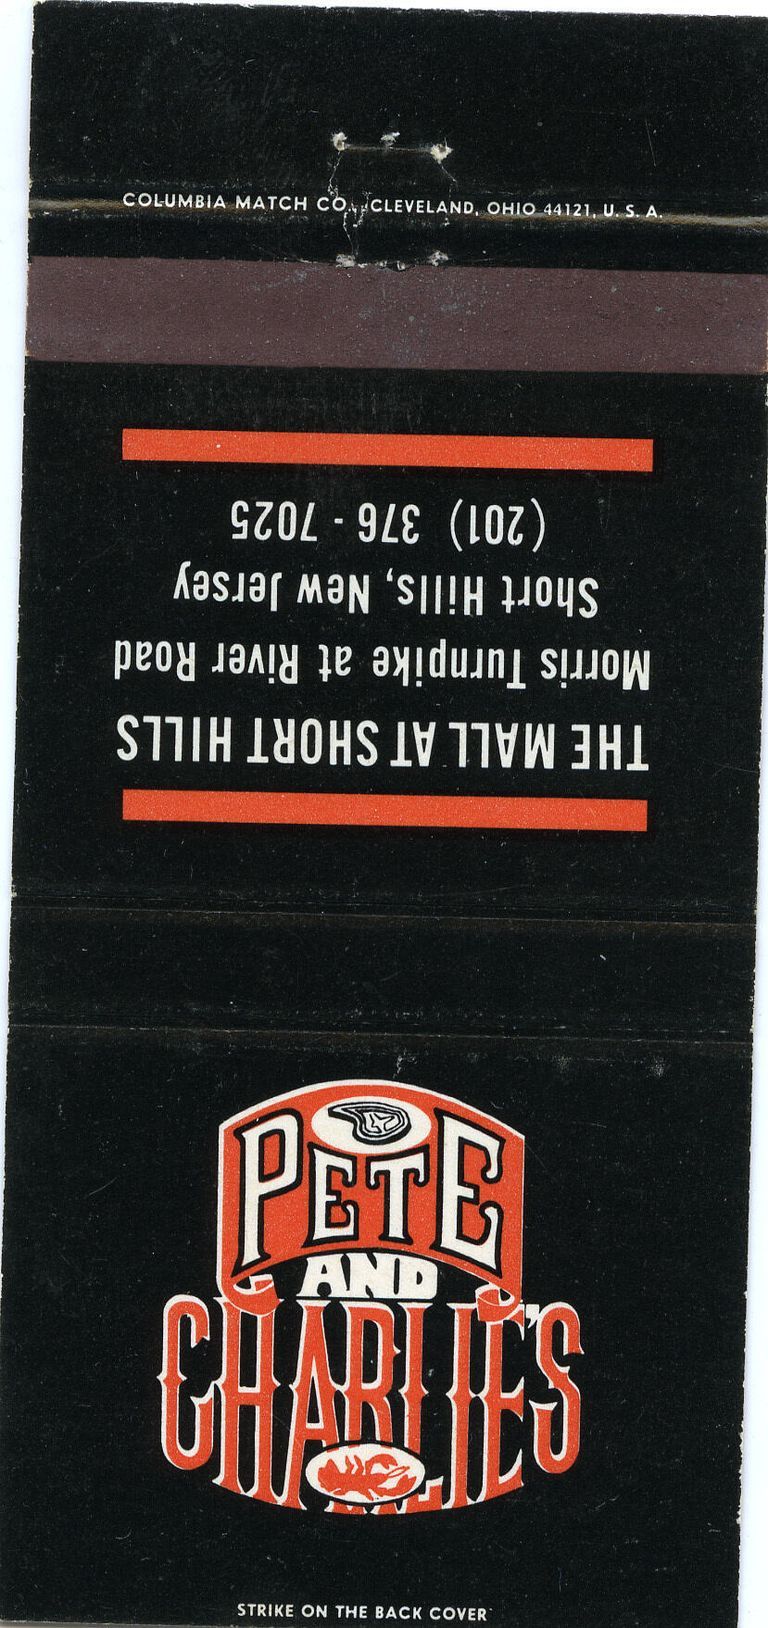 COLUMBIA MATCH CO., CLEVELAND, OHIO 44121, U. S. A.
THE MALL AT SHORT HILLS
Morris Turnpike at River Road
Short Hills, New Jersey
(201) 376 - 7025
PETE
AND
CHARLIE'S
STRIKE ON THE BACK COVER